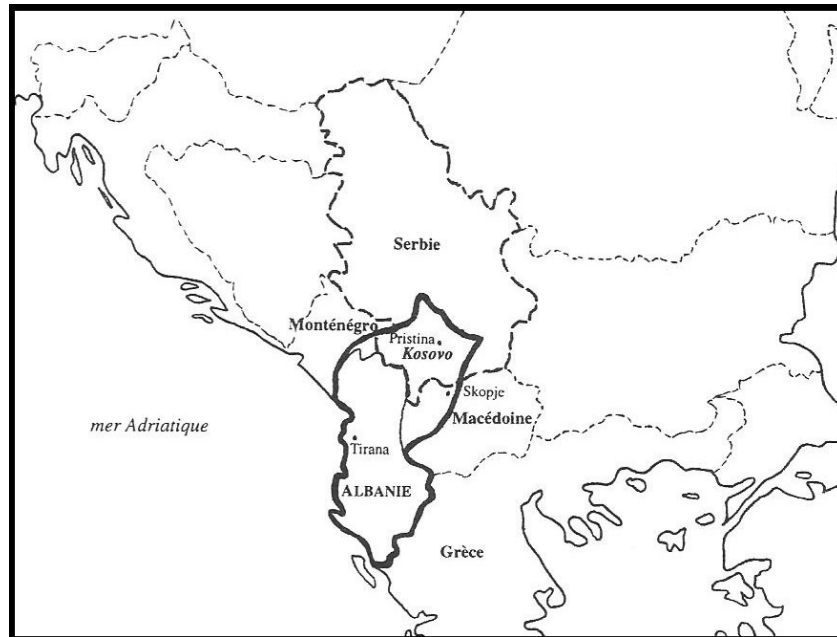 Serbie
Monténégro
Pristina
Kosovo
Skopje
Macédoine
mer Adriatique
Tirana
ALBANIE
Grèce